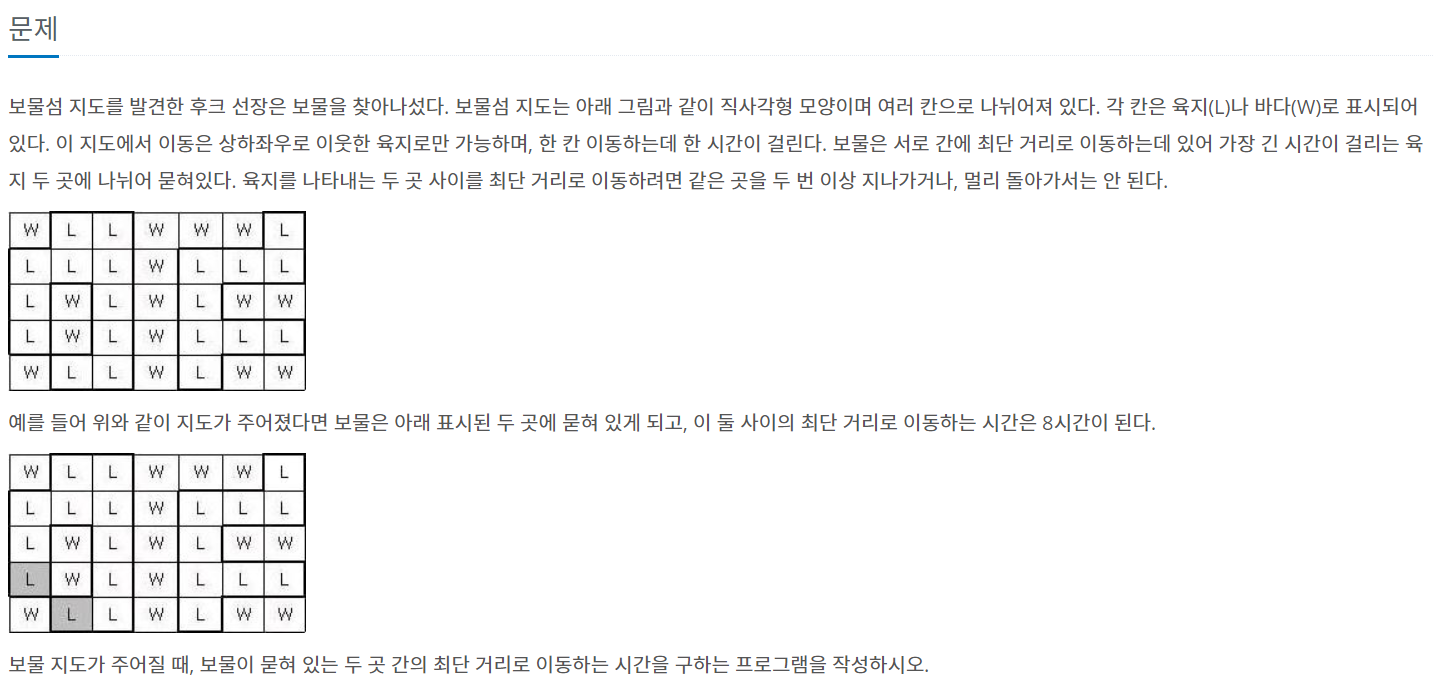 문제
보물섬 지도를 발견한 후크 선장은 보물을 찾아나섰다. 보물섬 지도는 아래 그림과 같이 직사각형 모양이며 여러 칸으로 나뉘어져 있다. 각 칸은 육지(L)나 바다(W)로 표시되어
있다. 이 지도에서 이동은 상하좌우로 이웃한 육지로만 가능하며, 한 칸 이동하는데 한 시간이 걸린다. 보물은 서로 간에 최단 거리로 이동하는데 있어 가장 긴 시간이 걸리는 육
지 두 곳에 나뉘어 묻혀있다. 육지를 나타내는 두 곳 사이를 최단 거리로 이동하려면 같은 곳을 두 번 이상 지나가거나, 멀리 돌아가서는 안 된다.
W L L W W W L
L L L W L L L
L W L W L W W
L W L W L L L
W L L W L W W
예를 들어 위와 같이 지도가 주어졌다면 보물은 아래 표시된 두 곳에 묻혀 있게 되고, 이 둘 사이의 최단 거리로 이동하는 시간은 8시간이 된다.
W L L W W W L
L L L W L L L
L W L W L W W
L W L W L L L
W L L W L W W
보물 지도가 주어질 때, 보물이 묻혀 있는 두 곳 간의 최단 거리로 이동하는 시간을 구하는 프로그램을 작성하시오.